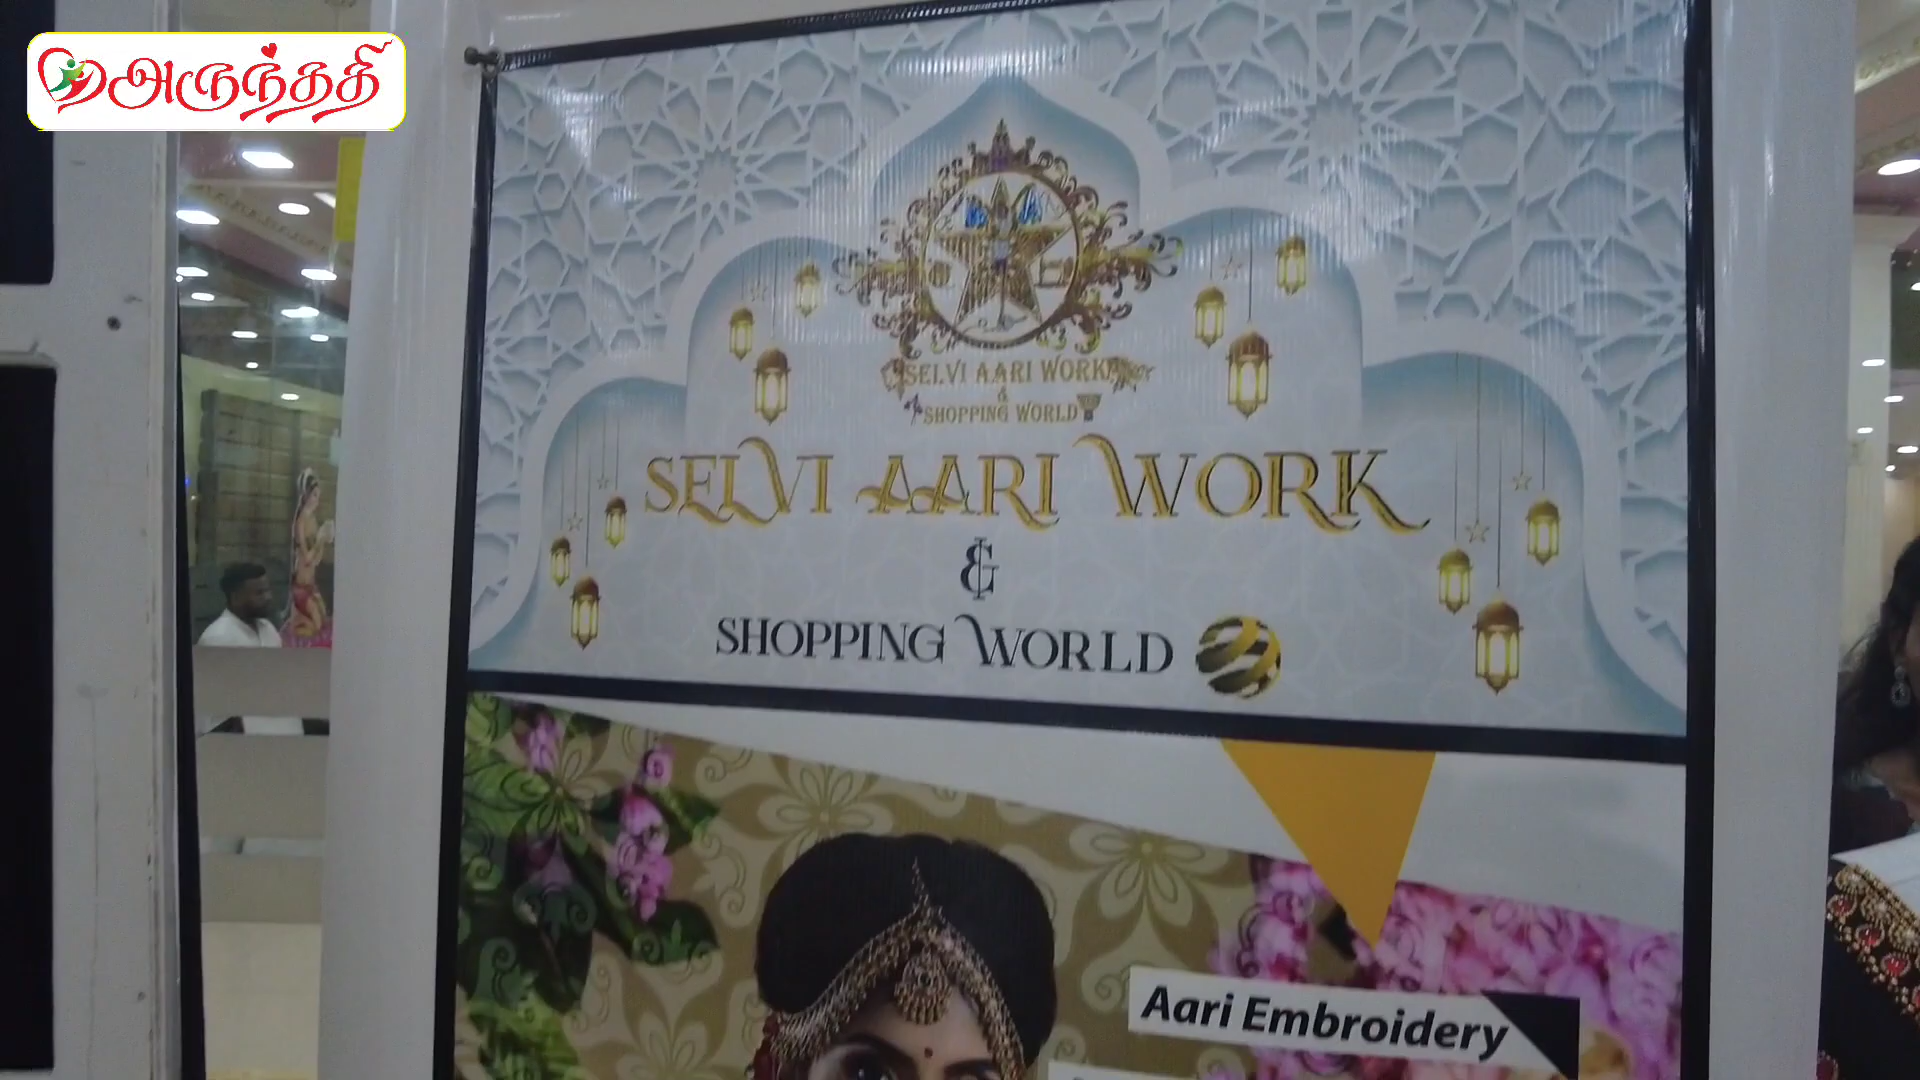 அருந்ததி
SELVI AARI WORK
&
SHOPPING WORLD
SELVI AARI WORK
&
SHOPPING WORLD
Aari Embroidery